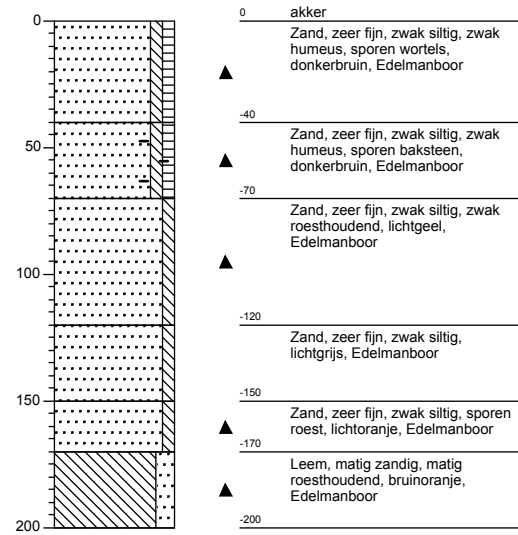 0
50
100
150
200
0
akker
Zand, zeer fijn, zwak siltig, zwak
humeus, sporen wortels,
donkerbruin, Edelmanboor
-40
Zand, zeer fijn, zwak siltig, zwak
humeus, sporen baksteen,
donkerbruin, Edelmanboor
-70
Zand, zeer fijn, zwak siltig, zwak
roesthoudend, lichtgeel,
Edelmanboor
-120
Zand, zeer fijn, zwak siltig,
lichtgrijs, Edelmanboor
-150
Zand, zeer fijn, zwak siltig, sporen
roest, lichtoranje, Edelmanboor
-170
Leem, matig zandig, matig
roesthoudend, bruinoranje,
Edelmanboor
-200